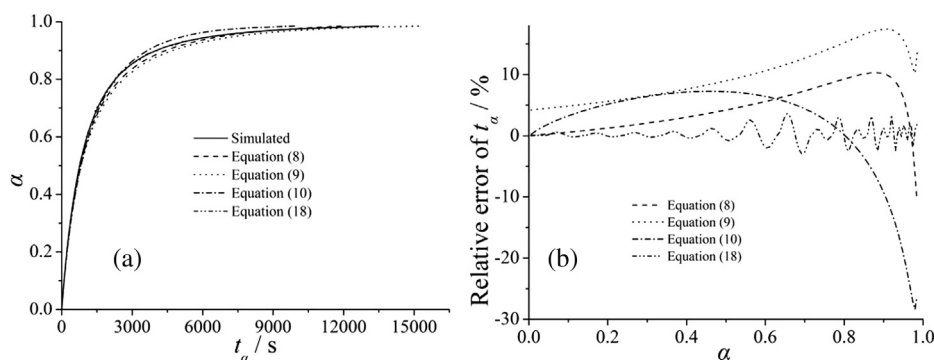 1.0
0.8
0.6
0.4
0.2
0.0
α
0 3000 6000 9000 12000 15000
tα / s
Simulated
Equation (8)
Equation (9)
Equation (10)
Equation (18)
(a)
10
0
-10
-20
-30
Relative error of tα / %
0.0 0.2 0.4 0.6 0.8 1.0
α
Equation (8)
Equation (9)
Equation (10)
Equation (18)
(b)